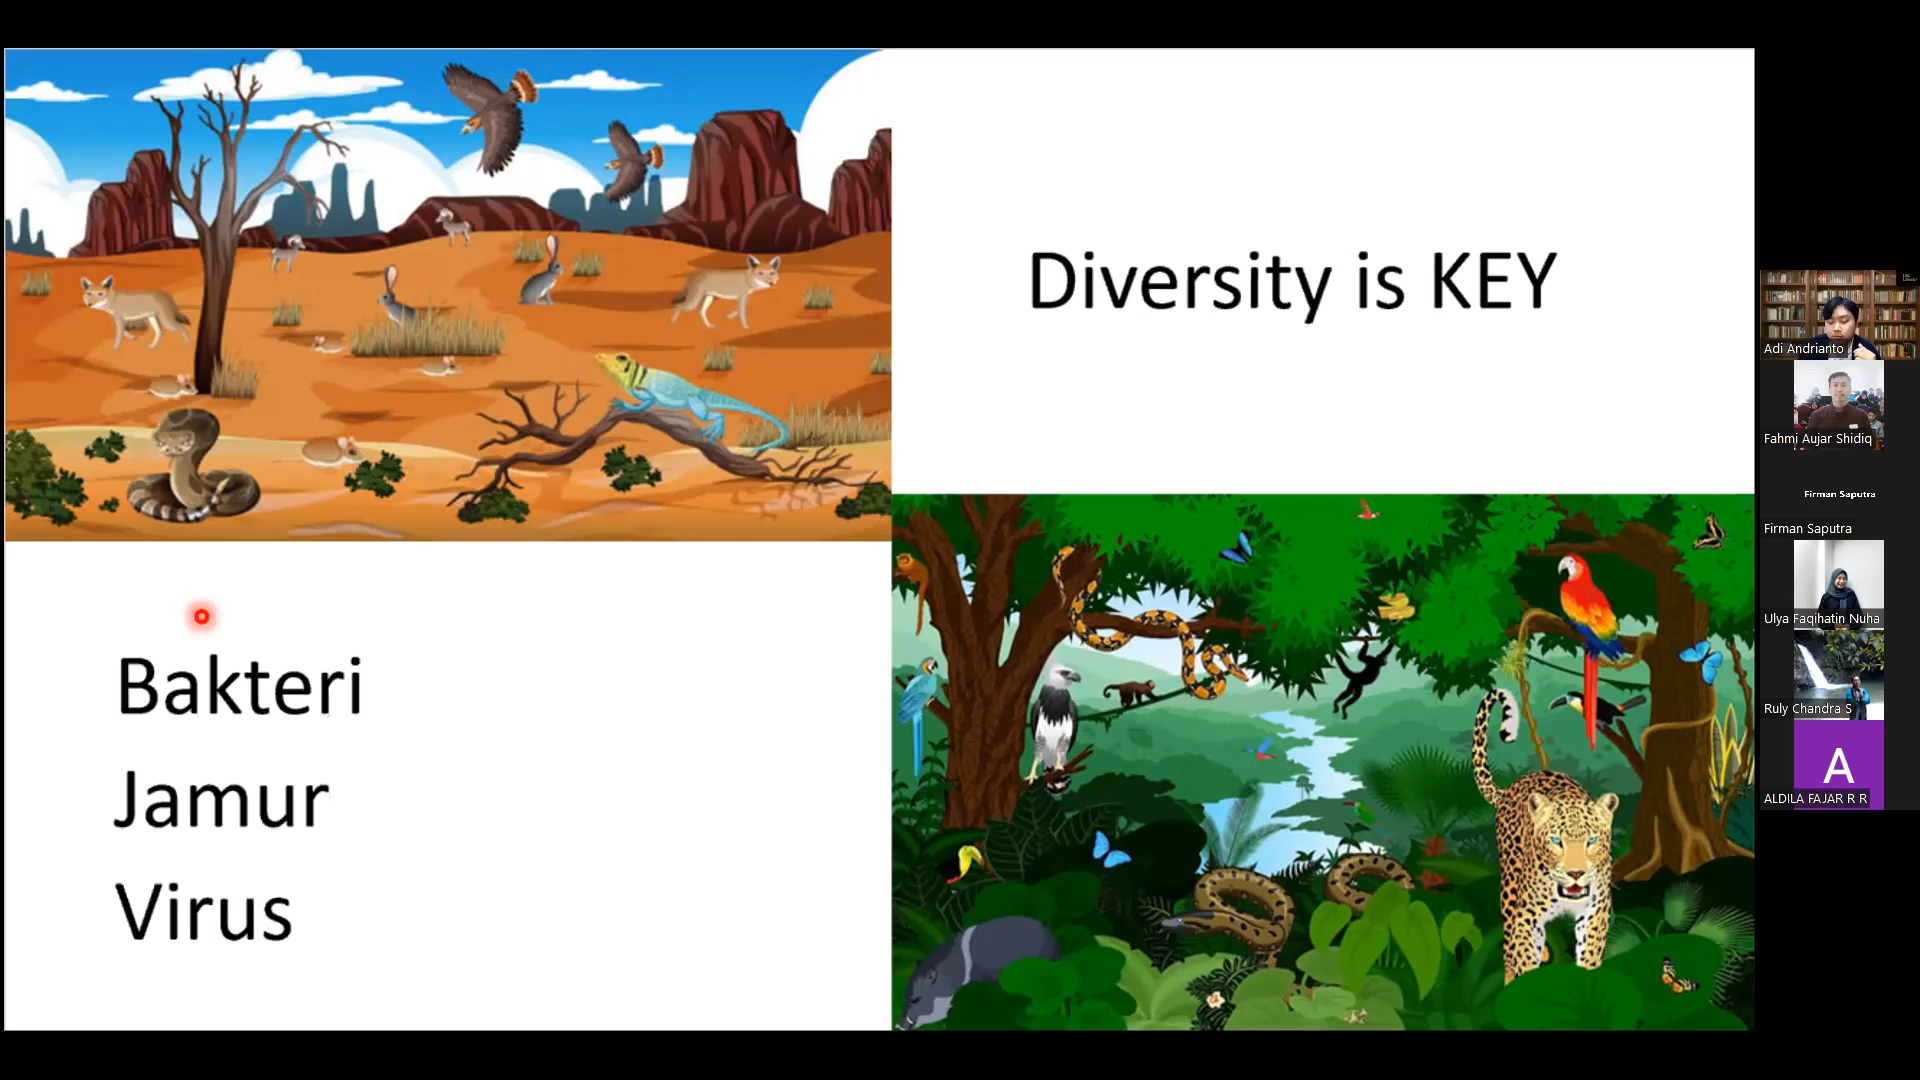 Diversity is KEY
Bakteri
Jamur
Virus
Adi Andrianto
Fahmi Aujar Shidiq
Firman Saputra
Firman Saputra
Ulya Faqihatin Nuha
Ruly Chandra S
A
ALDILA FAJAR R R